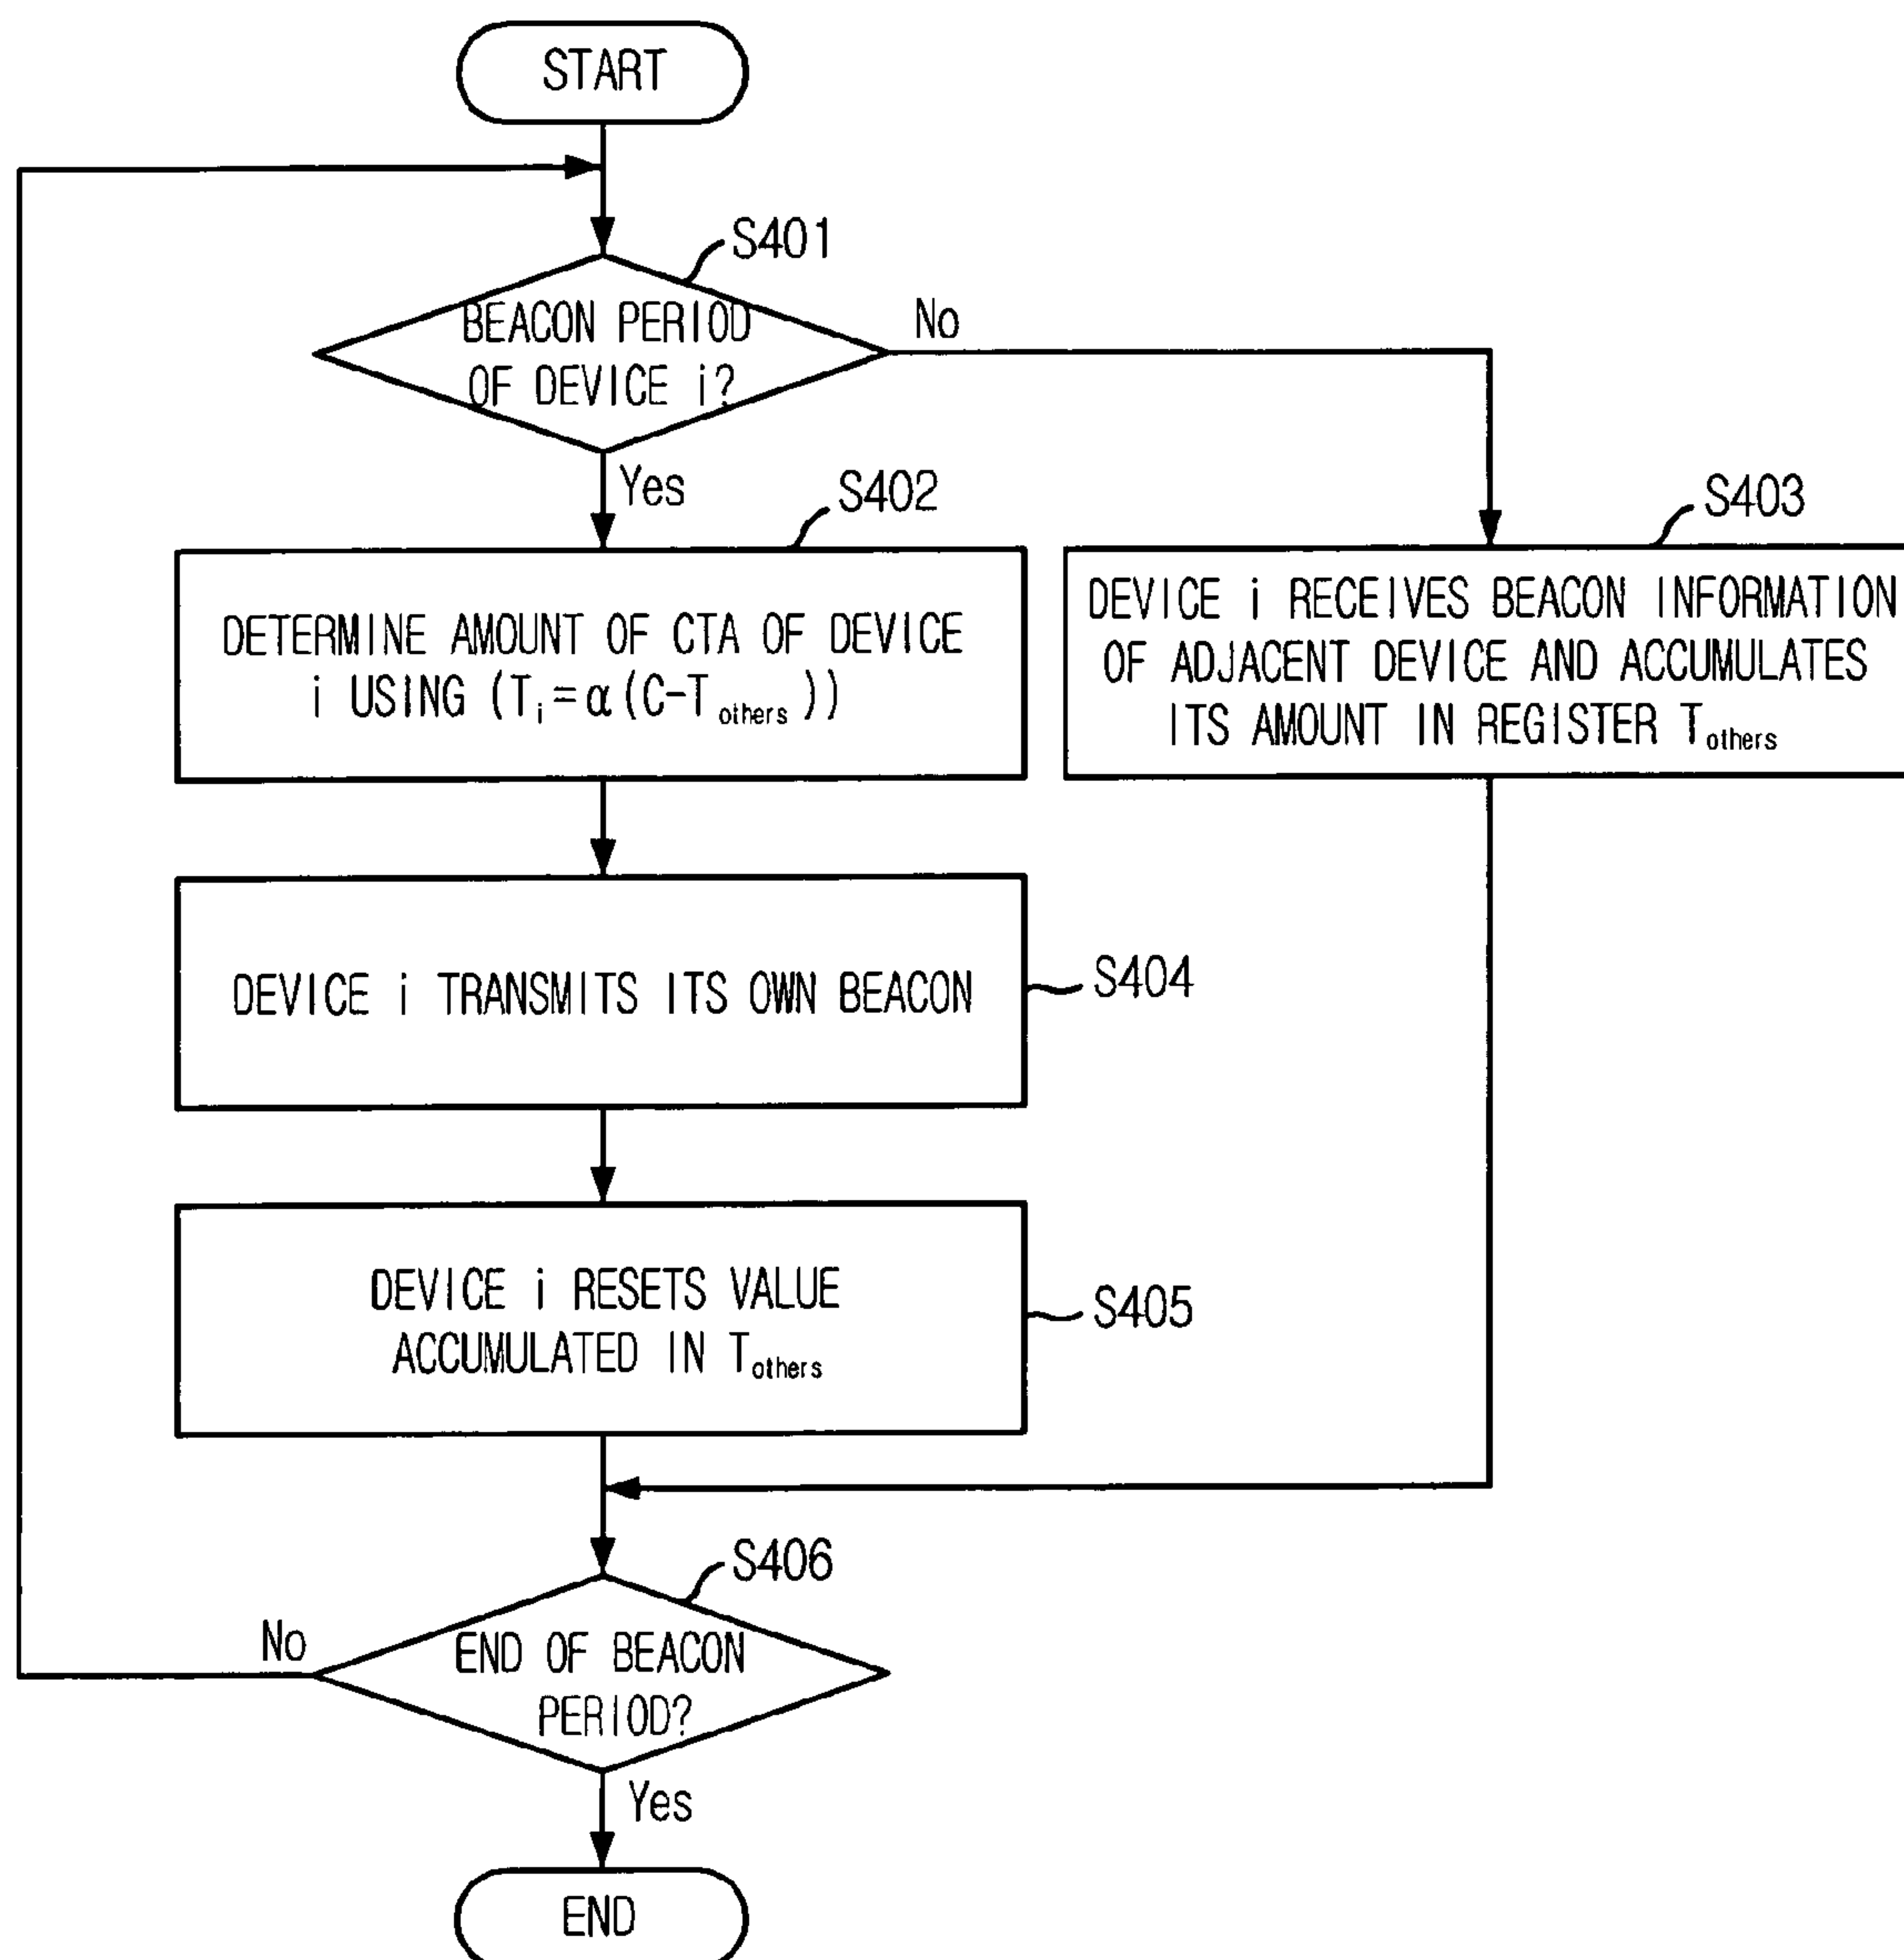 START
S401
BEACON PERIOD
OF DEVICE i?
No
Yes
S402
DETERMINE AMOUNT OF CTA OF DEVICE
i USING (Ti=α(C-Tothers))
S403
DEVICE i RECEIVES BEACON INFORMATION
OF ADJACENT DEVICE AND ACCUMULATES
ITS AMOUNT IN REGISTER Tothers
DEVICE i TRANSMITS ITS OWN BEACON
S404
DEVICE i RESETS VALUE
ACCUMULATED IN Tothers
S405
S406
END OF BEACON
PERIOD?
No
Yes
END